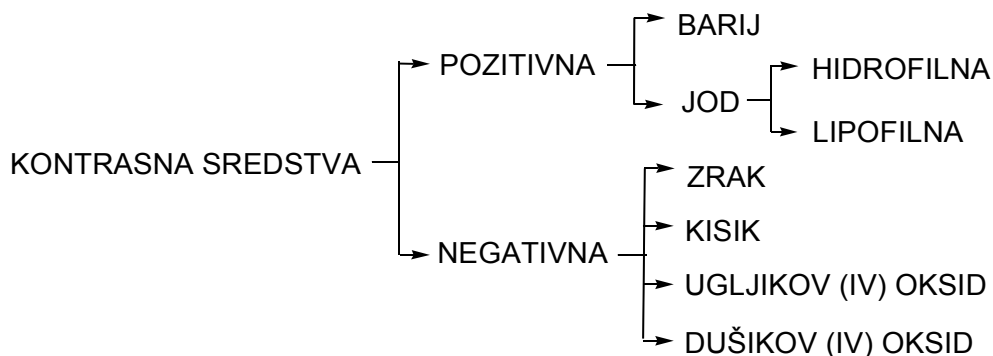 KONTRASNA SREDSTVA
POZITIVNA
BARIJ
JOD
HIDROFILNA
LIPOFILNA
NEGATIVNA
ZRAK
KISIK
UGLJIKOV (IV) OKSID
DUŠIKOV (IV) OKSID